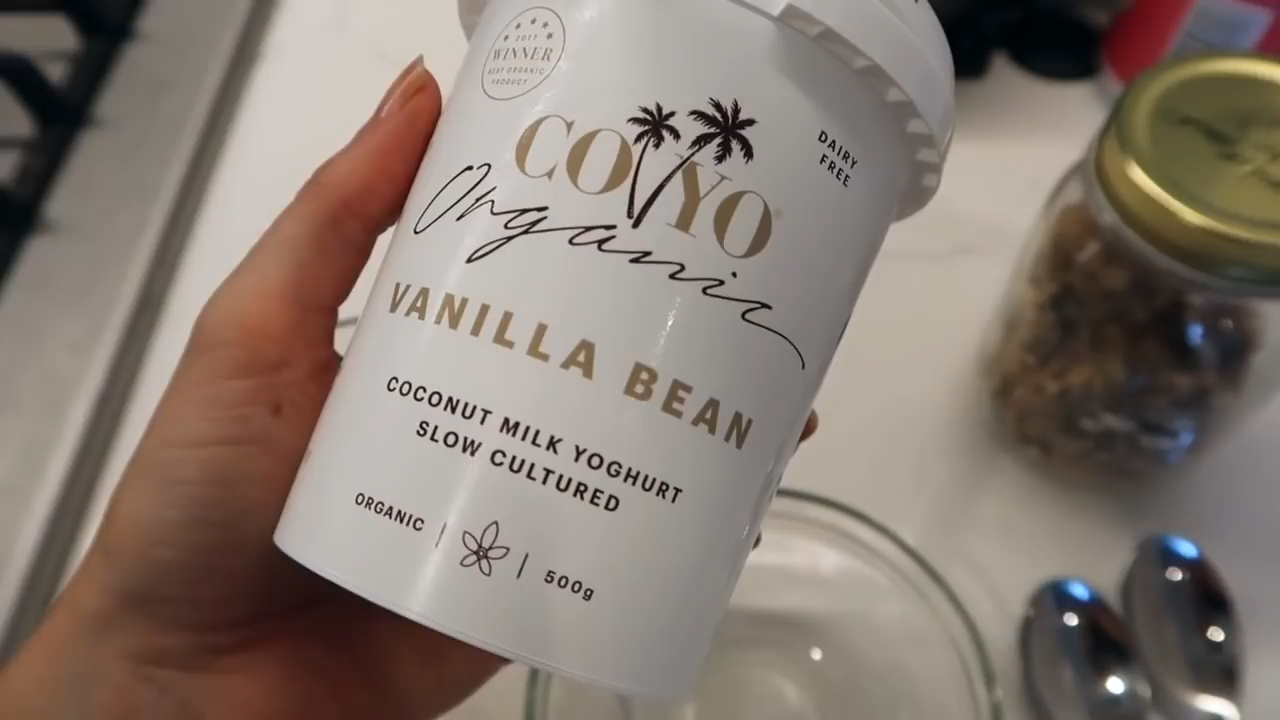 2017
WINNER
BEST ORGANIC
PRODUCT
COYO
Organic
DAIRY
FREE
VANILLA BEAN
COCONUT MILK YOGHURT
SLOW CULTURED
ORGANIC | | 500g